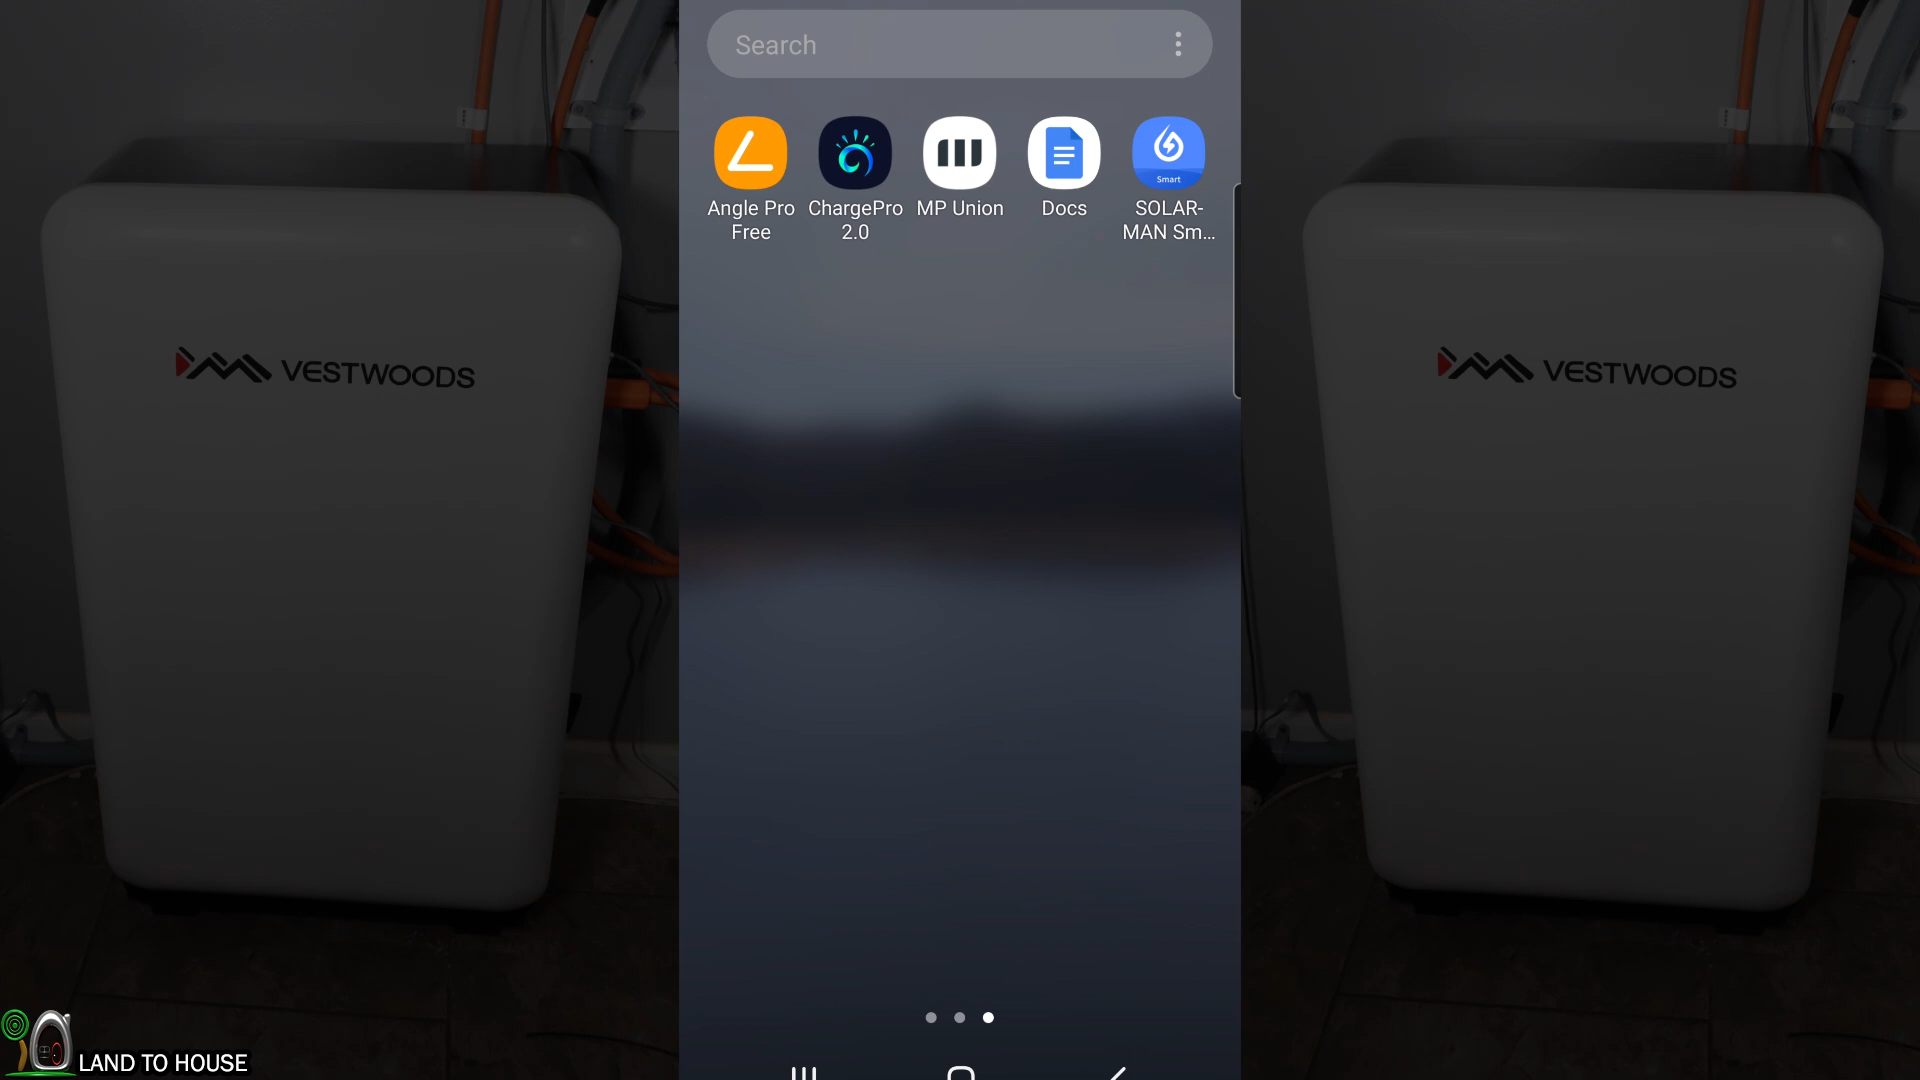 Search
Angle Pro Free
ChargePro 2.0
MP Union
Docs
Smart
SOLAR-MAN Sm...
VESTWOODS
VESTWOODS
LAND TO HOUSE